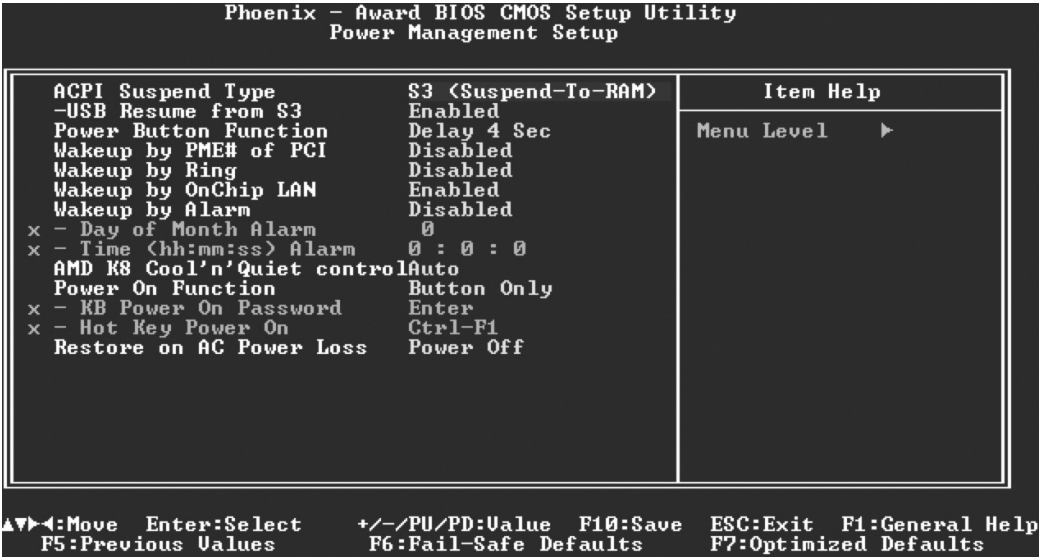 Phoenix - Award BIOS CMOS Setup Utility
Power Management Setup
ACPI Suspend Type S3 (Suspend-To-RAM)
-USB Resume from S3 Enabled
Power Button Function Delay 4 Sec
Wakeup by PME# of PCI Disabled
Wakeup by Ring Disabled
Wakeup by OnChip LAN Enabled
Wakeup by Alarm Disabled
x - Day of Month Alarm 0
x - Time (hh:mm:ss) Alarm 0 : 0 : 0
AMD K8 Cool'n'Quiet controlAuto
Power On Function Button Only
x - KB Power On Password Enter
x - Hot Key Power On Ctrl-F1
Restore on AC Power Loss Power Off
Item Help
Menu Level ▶
▲▼▶◀:Move Enter:Select +/-/PU/PD:Value F10:Save ESC:Exit F1:General Help
F5:Previous Values F6:Fail-Safe Defaults F7:Optimized Defaults